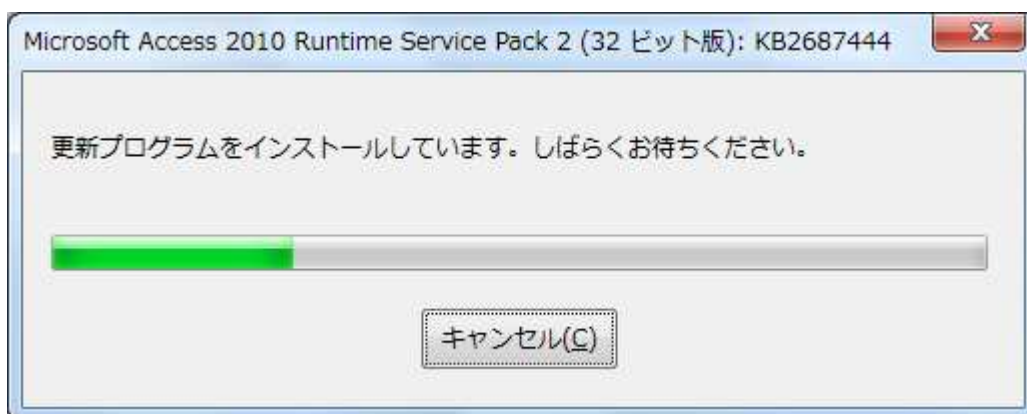 Microsoft Access 2010 Runtime Service Pack 2 (32 ビット版): KB2687444
更新プログラムをインストールしています。しばらくお待ちください。
キャンセル(C)